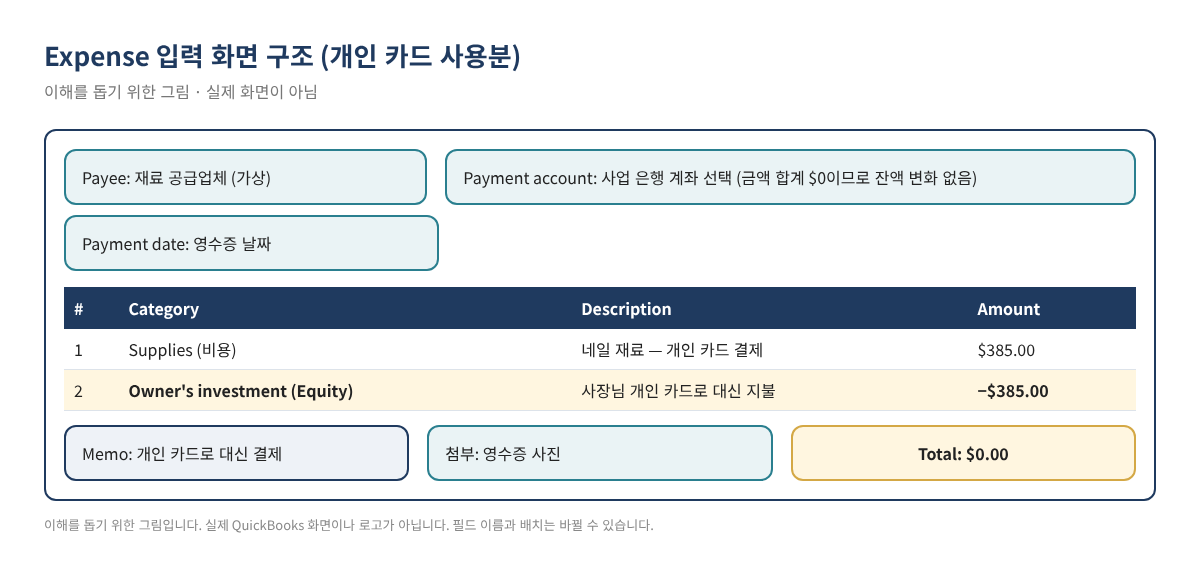 Expense 입력 화면 구조 (개인 카드 사용분)
이해를 돕기 위한 그림 · 실제 화면이 아님
Payee: 재료 공급업체 (가상)
Payment account: 사업 은행 계좌 선택 (금액 합계 $0이므로 잔액 변화 없음)
Payment date: 영수증 날짜
# Category Description Amount
1 Supplies (비용) 네일 재료 — 개인 카드 결제 $385.00
2 Owner's investment (Equity) 사장님 개인 카드로 대신 지불 −$385.00
Memo: 개인 카드로 대신 결제
첨부: 영수증 사진
Total: $0.00
이해를 돕기 위한 그림입니다. 실제 QuickBooks 화면이나 로고가 아닙니다. 필드 이름과 배치는 바뀔 수 있습니다.